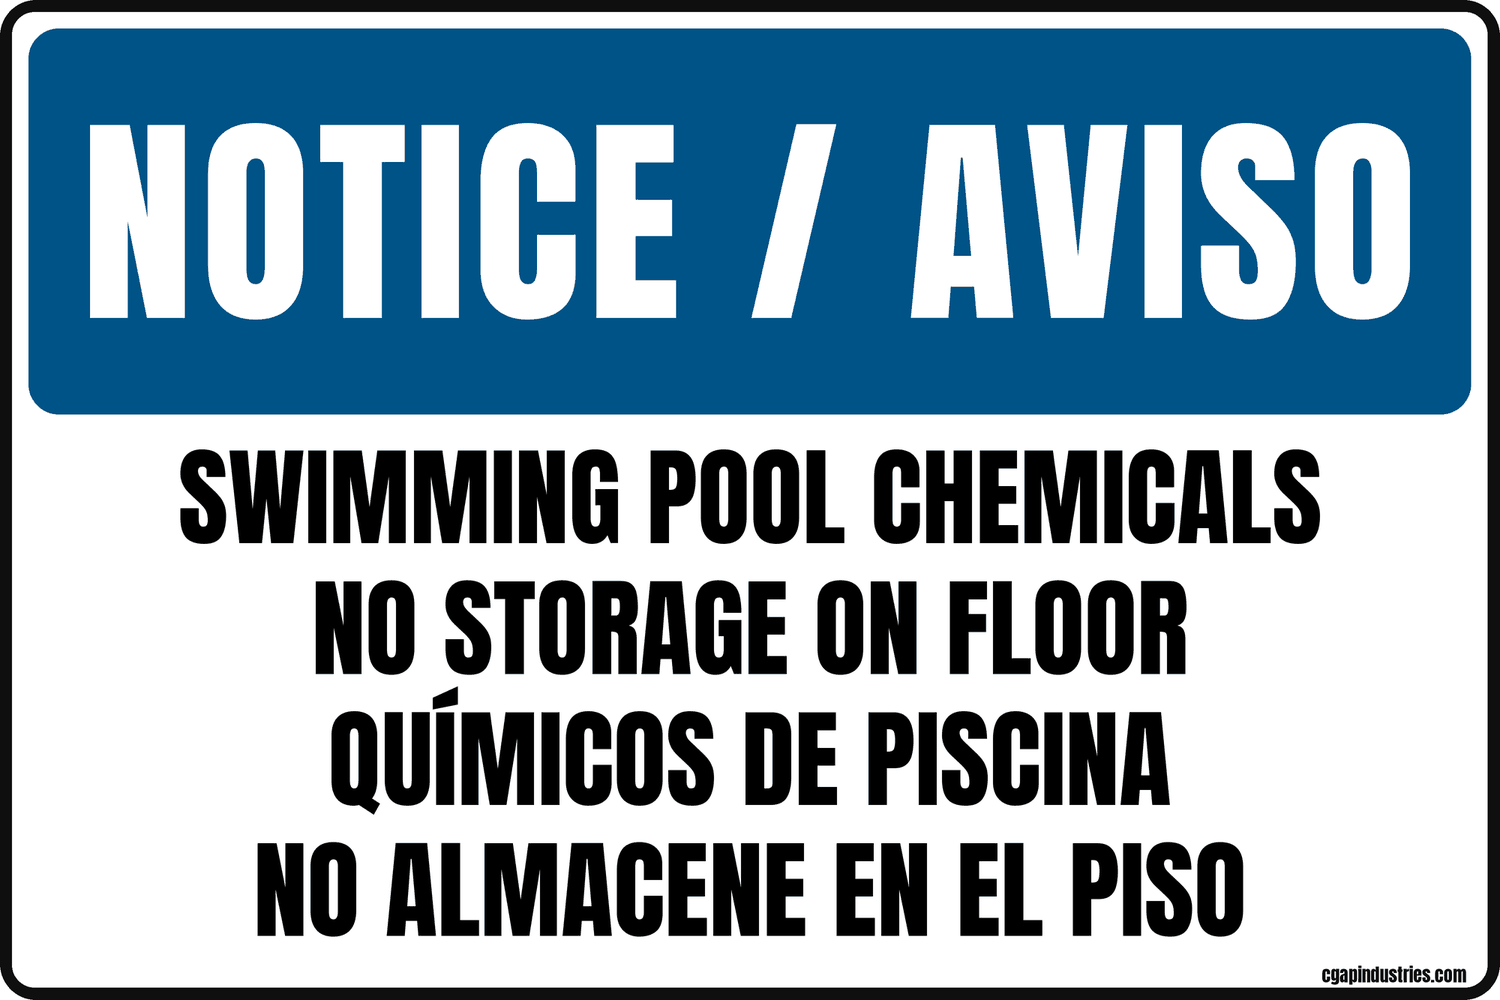 NOTICE / AVISO
SWIMMING POOL CHEMICALS
NO STORAGE ON FLOOR
QUÍMICOS DE PISCINA
NO ALMACENE EN EL PISO
cgapindustries.com